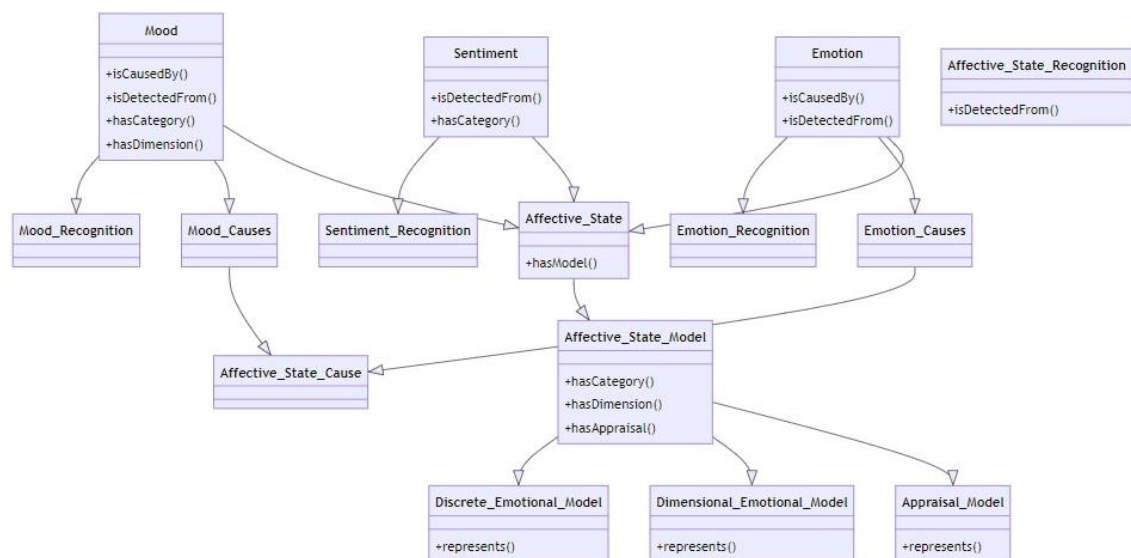 Mood
+isCausedBy()
+isDetectedFrom()
+hasCategory()
+hasDimension()
Sentiment
+isDetectedFrom()
+hasCategory()
Emotion
+isCausedBy()
+isDetectedFrom()
Affective_State_Recognition
+isDetectedFrom()
Mood_Recognition
Mood_Causes
Sentiment_Recognition
Affective_State
+hasModel()
Emotion_Recognition
Emotion_Causes
Affective_State_Cause
Affective_State_Model
+hasCategory()
+hasDimension()
+hasAppraisal()
Discrete_Emotional_Model
+represents()
Dimensional_Emotional_Model
+represents()
Appraisal_Model
+represents()